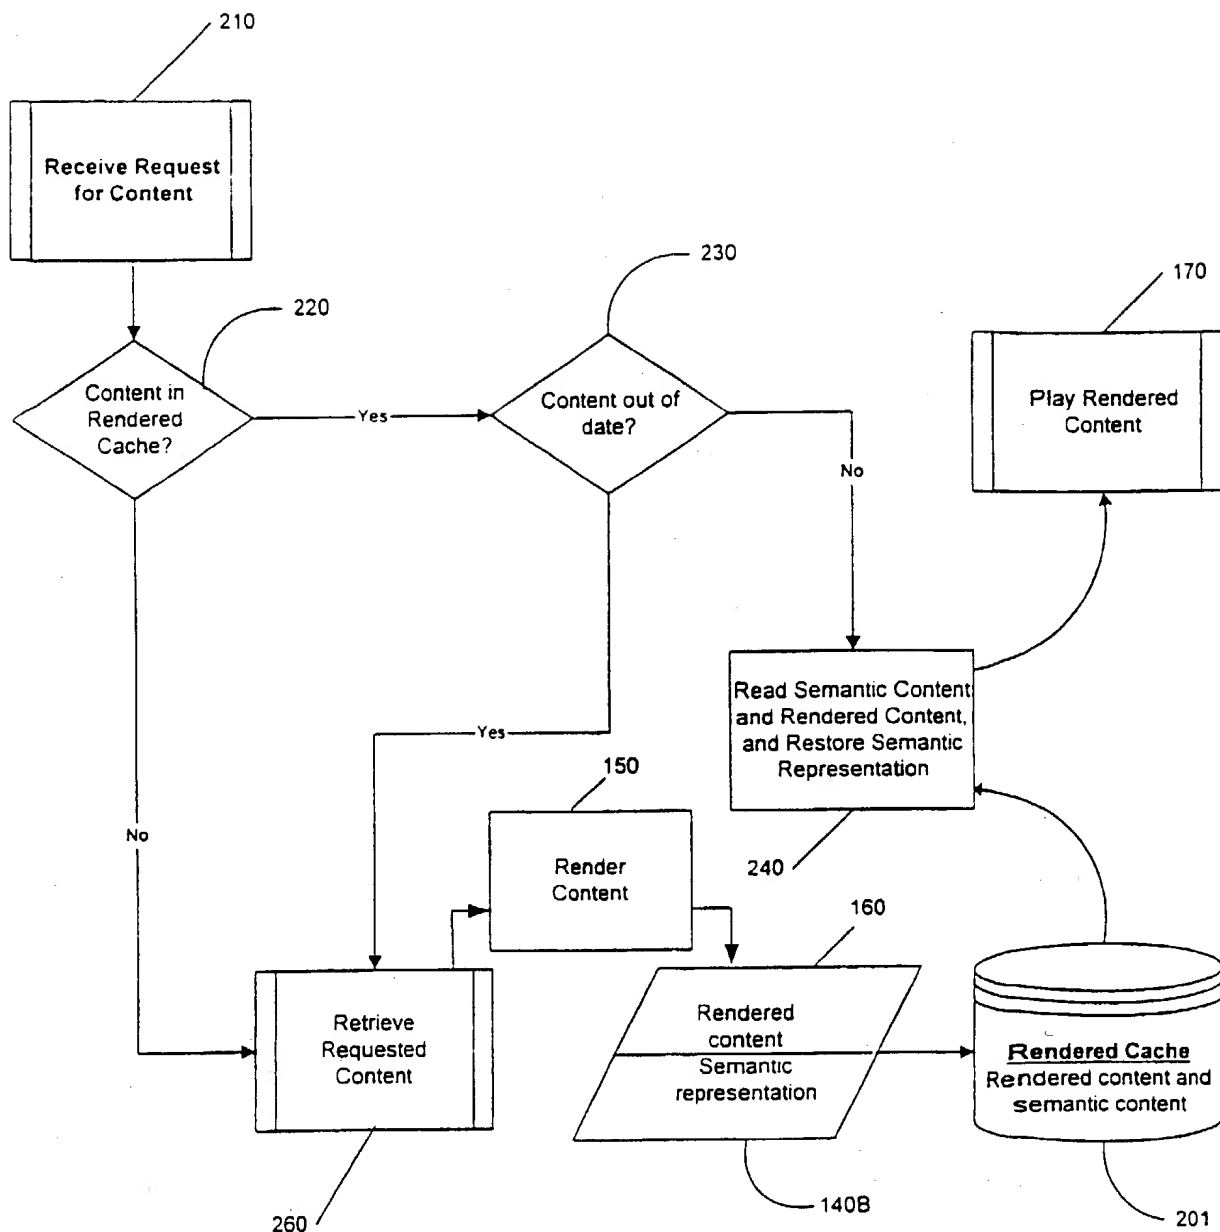 210
Receive Request
for Content
220
Content in
Rendered
Cache?
Yes
230
Content out of
date?
No
170
Play Rendered
Content
Read Semantic Content
and Rendered Content,
and Restore Semantic
Representation
240
Yes
No
150
Render
Content
160
Retrieve
Requested
Content
260
Rendered
content
Semantic
representation
140B
Rendered Cache
Rendered content and
semantic content
201